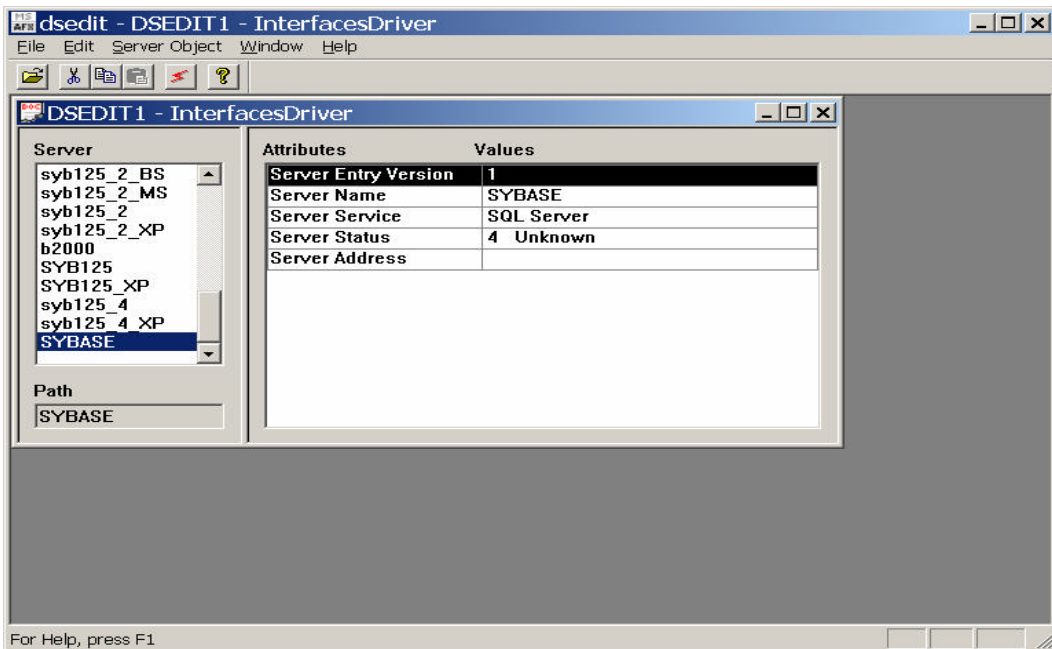 dsedit - DSEDIT1 - InterfacesDriver
File Edit Server Object Window Help
DSEDIT1 - InterfacesDriver
Server
syb125_2_BS
syb125_2_MS
syb125_2
syb125_2_XP
b2000
SYB125
SYB125_XP
syb125_4
syb125_4_XP
SYBASE
Path
SYBASE
Attributes Values
Server Entry Version 1
Server Name SYBASE
Server Service SQL Server
Server Status 4 Unknown
Server Address
For Help, press F1